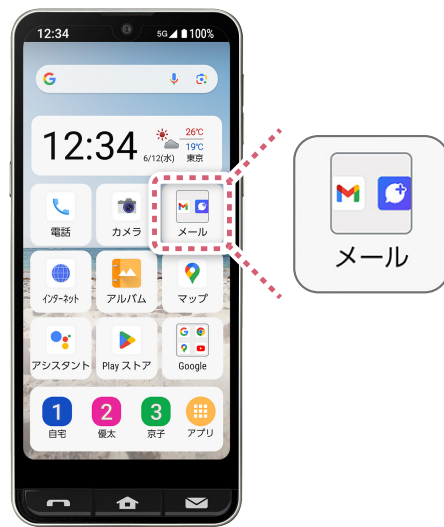 12:34
5G 100%
12:34
26℃
19℃
6/12(水) 東京
電話
カメラ
メール
インターネット
アルバム
マップ
アシスタント
Play ストア
Google
1
2
3
自宅
優太
京子
アプリ
メール